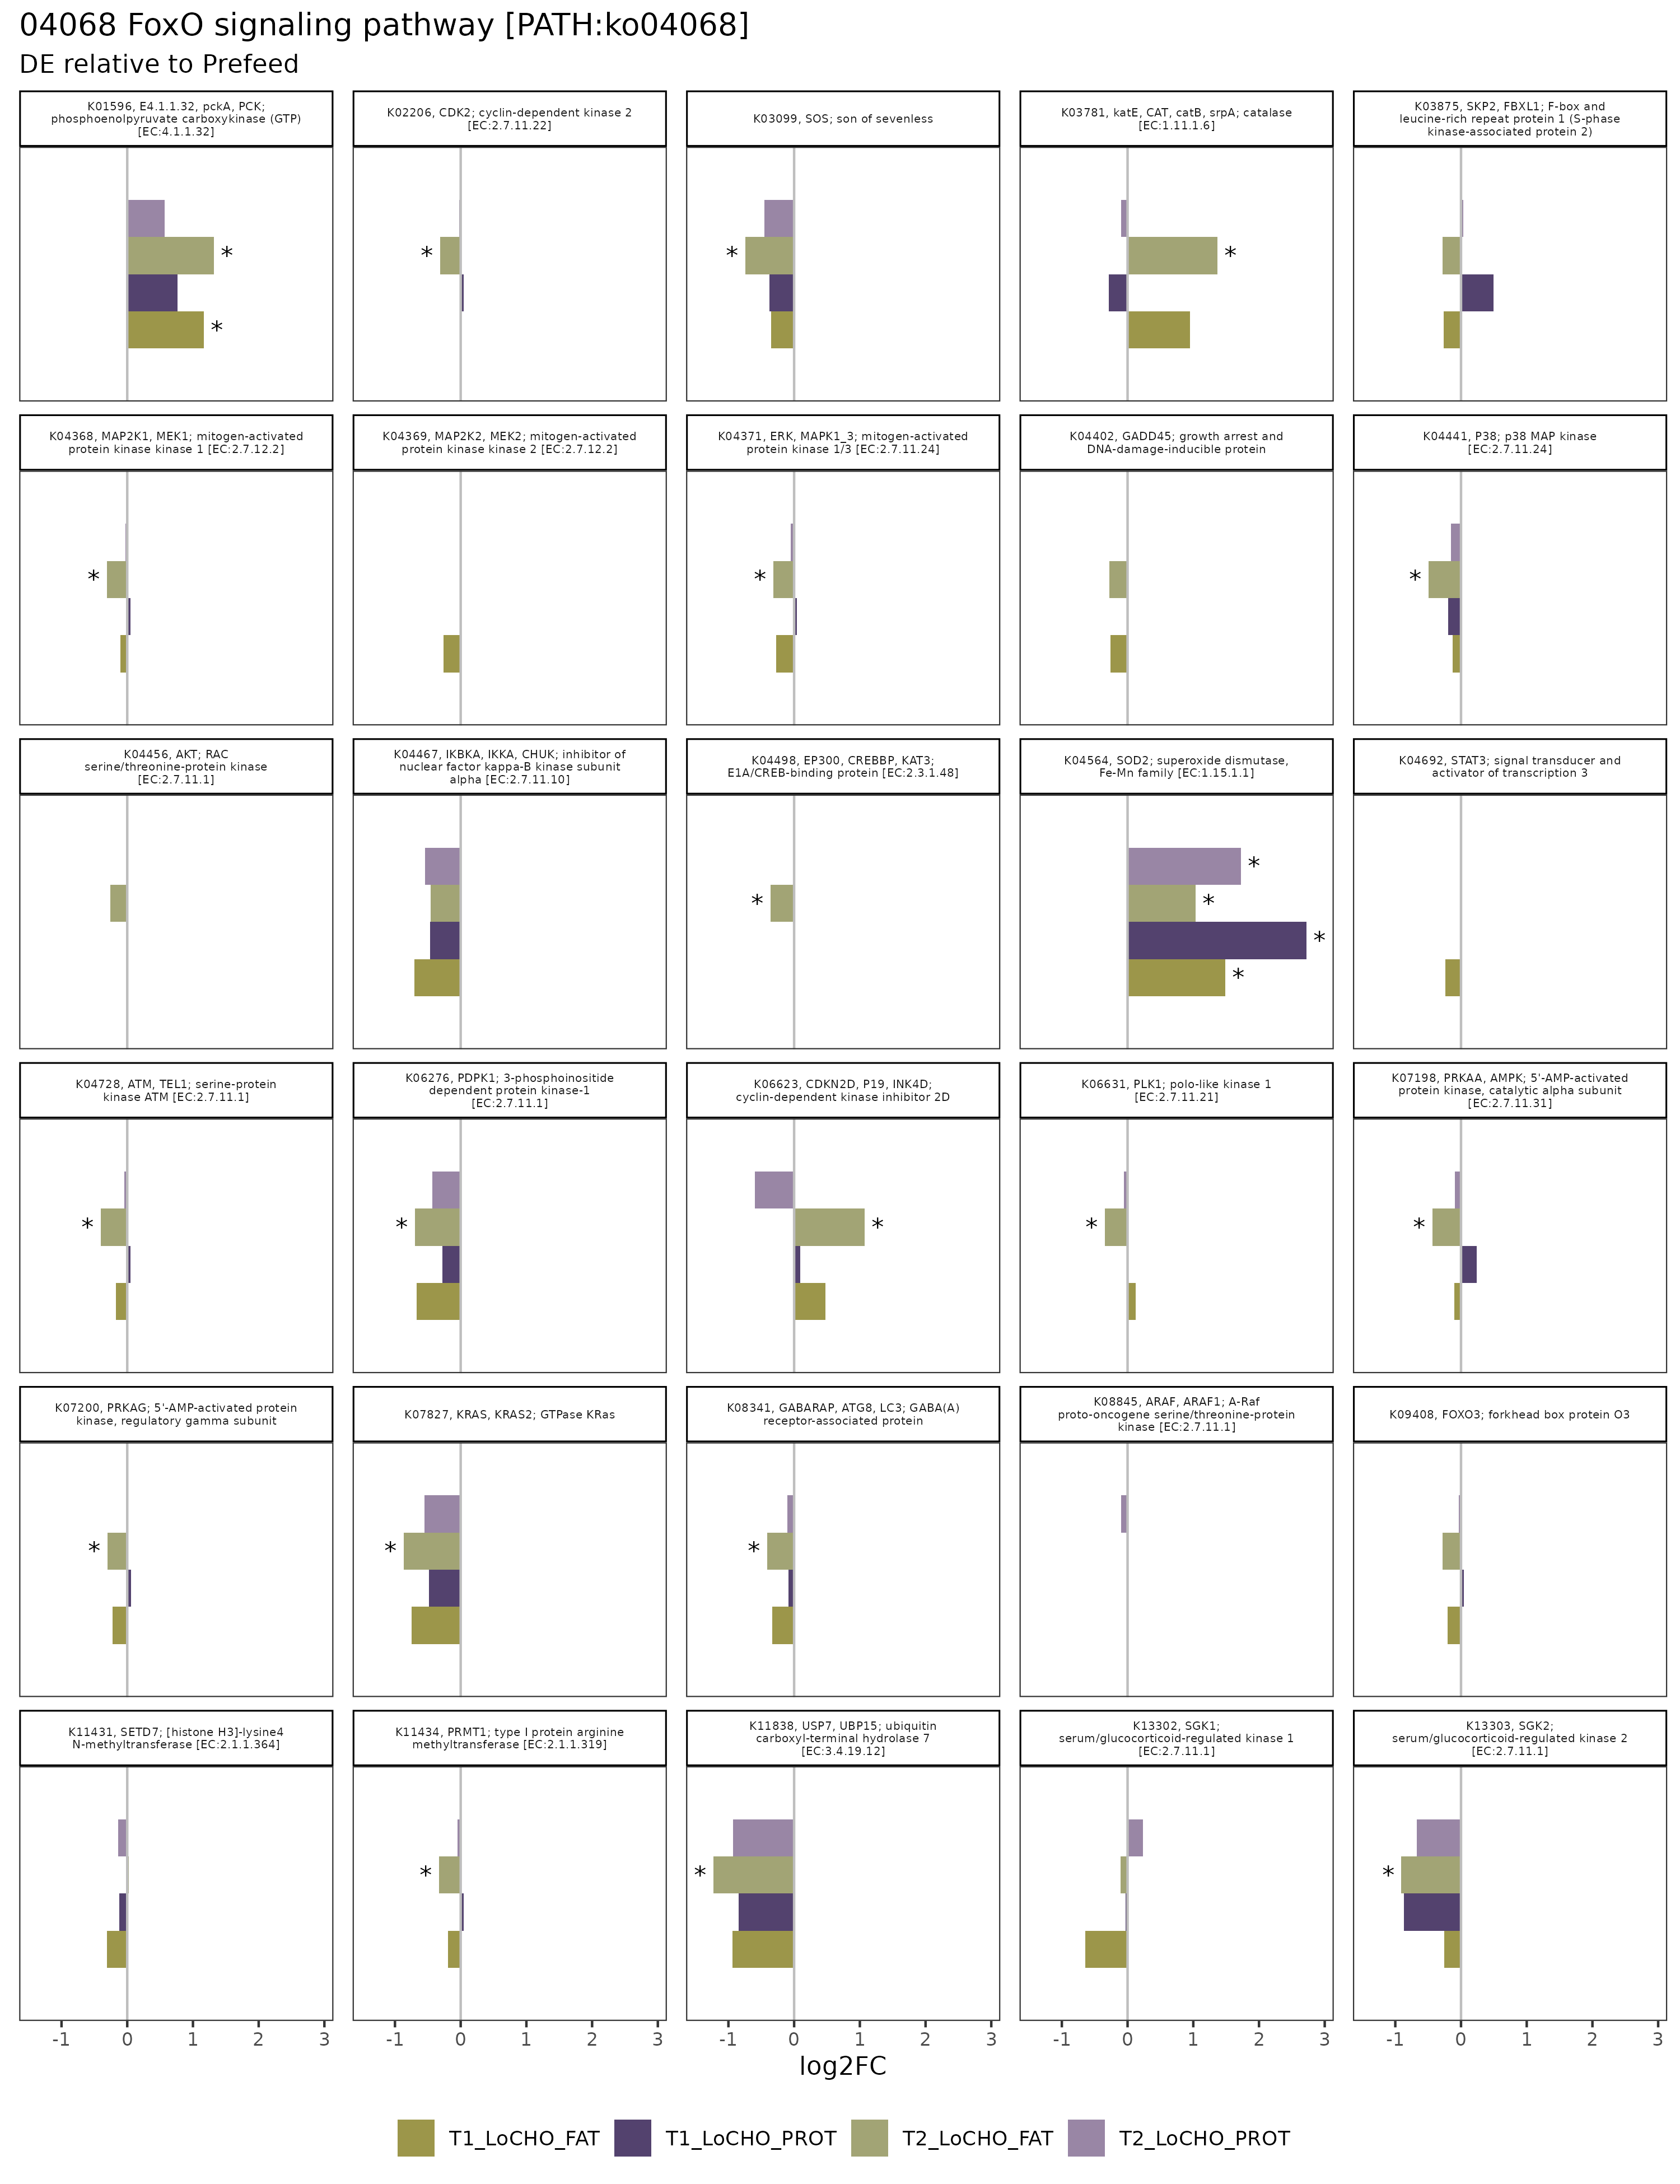 04068 FoxO signaling pathway [PATH:ko04068]
DE relative to Prefeed
K01596, E4.1.1.32, pckA, PCK;
phosphoenolpyruvate carboxykinase (GTP)
[EC:4.1.1.32]
K02206, CDK2; cyclin-dependent kinase 2
[EC:2.7.11.22]
K03099, SOS; son of sevenless
K03781, katE, CAT, catB, srpA; catalase
[EC:1.11.1.6]
K03875, SKP2, FBXL1; F-box and
leucine-rich repeat protein 1 (S-phase
kinase-associated protein 2)
*
*
*
*
*
K04368, MAP2K1, MEK1; mitogen-activated
protein kinase kinase 1 [EC:2.7.12.2]
K04369, MAP2K2, MEK2; mitogen-activated
protein kinase kinase 2 [EC:2.7.12.2]
K04371, ERK, MAPK1_3; mitogen-activated
protein kinase 1/3 [EC:2.7.11.24]
K04402, GADD45; growth arrest and
DNA-damage-inducible protein
K04441, P38; p38 MAP kinase
[EC:2.7.11.24]
*
*
*
K04456, AKT; RAC
serine/threonine-protein kinase
[EC:2.7.11.1]
K04467, IKBKA, IKKA, CHUK; inhibitor of
nuclear factor kappa-B kinase subunit
alpha [EC:2.7.11.10]
K04498, EP300, CREBBP, KAT3;
E1A/CREB-binding protein [EC:2.3.1.48]
K04564, SOD2; superoxide dismutase,
Fe-Mn family [EC:1.15.1.1]
K04692, STAT3; signal transducer and
activator of transcription 3
*
*
*
*
*
K04728, ATM, TEL1; serine-protein
kinase ATM [EC:2.7.11.1]
K06276, PDPK1; 3-phosphoinositide
dependent protein kinase-1
[EC:2.7.11.1]
K06623, CDKN2D, P19, INK4D;
cyclin-dependent kinase inhibitor 2D
K06631, PLK1; polo-like kinase 1
[EC:2.7.11.21]
K07198, PRKAA, AMPK; 5'-AMP-activated
protein kinase, catalytic alpha subunit
[EC:2.7.11.31]
*
*
*
*
*
K07200, PRKAG; 5'-AMP-activated protein
kinase, regulatory gamma subunit
K07827, KRAS, KRAS2; GTPase KRas
K08341, GABARAP, ATG8, LC3; GABA(A)
receptor-associated protein
K08845, ARAF, ARAF1; A-Raf
proto-oncogene serine/threonine-protein
kinase [EC:2.7.11.1]
K09408, FOXO3; forkhead box protein O3
*
*
*
K11431, SETD7; [histone H3]-lysine4
N-methyltransferase [EC:2.1.1.364]
K11434, PRMT1; type I protein arginine
methyltransferase [EC:2.1.1.319]
K11838, USP7, UBP15; ubiquitin
carboxyl-terminal hydrolase 7
[EC:3.4.19.12]
K13302, SGK1;
serum/glucocorticoid-regulated kinase 1
[EC:2.7.11.1]
K13303, SGK2;
serum/glucocorticoid-regulated kinase 2
[EC:2.7.11.1]
*
*
*
-1 0 1 2 3 -1 0 1 2 3 -1 0 1 2 3 -1 0 1 2 3 -1 0 1 2 3
log2FC
T1_LoCHO_FAT T1_LoCHO_PROT T2_LoCHO_FAT T2_LoCHO_PROT